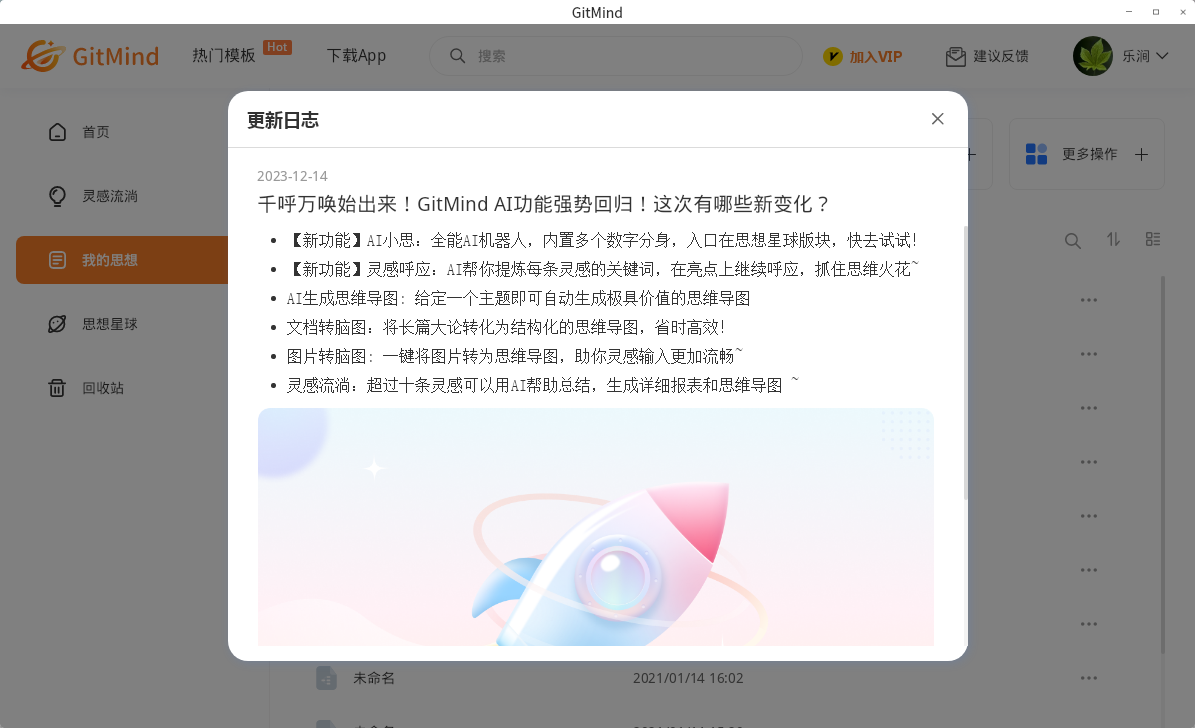 GitMind
GitMind
热门模板
Hot
下载App
搜索
加入VIP
建议反馈
乐涧
首页
灵感流淌
我的思想
思想星球
回收站
更多操作
更新日志
2023-12-14
千呼万唤始出来！GitMind AI功能强势回归！这次有哪些新变化？
【新功能】AI小思：全能AI机器人，内置多个数字分身，入口在思想星球版块，快去试试！
【新功能】灵感呼应：AI帮你提炼每条灵感的关键词，在亮点上继续呼应，抓住思维火花~
AI生成思维导图：给定一个主题即可自动生成极具价值的思维导图
文档转脑图：将长篇大论转化为结构化的思维导图，省时高效！
图片转脑图：一键将图片转为思维导图，助你灵感输入更加流畅~
灵感流淌：超过十条灵感可以用AI帮助总结，生成详细报表和思维导图 ~
未命名 2021/01/14 16:02